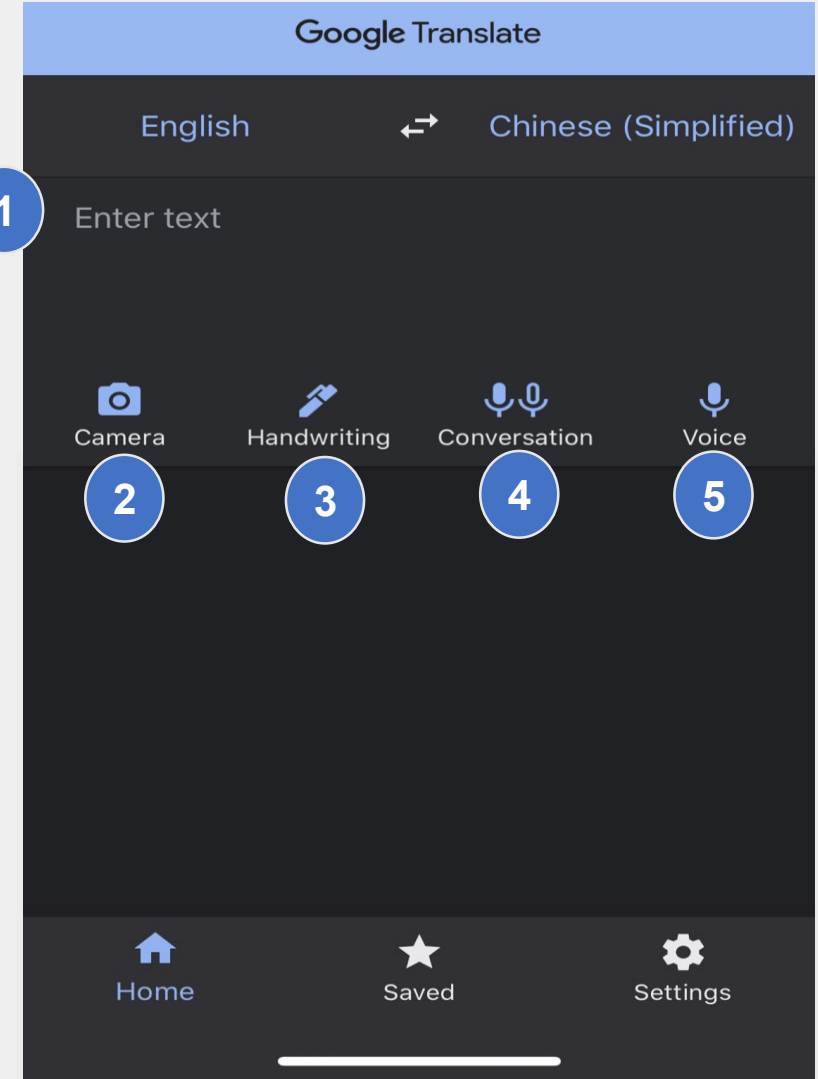 Google Translate
English Chinese (Simplified)
1 Enter text
Camera Handwriting Conversation Voice
2 3 4 5
Home Saved Settings